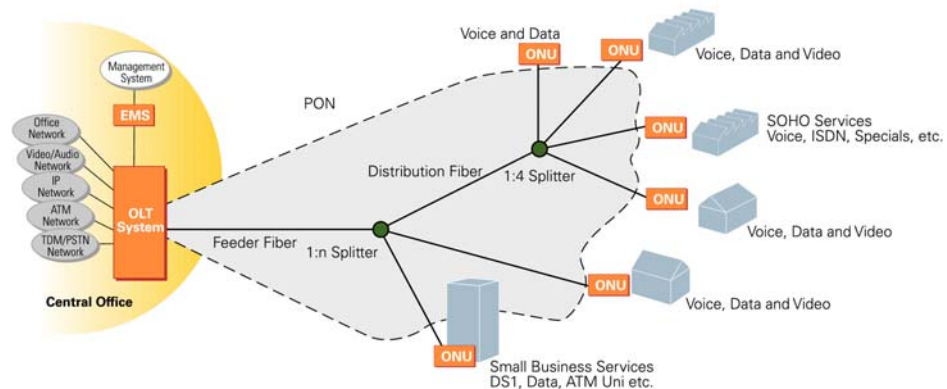 Voice and Data
ONU
ONU
Voice, Data and Video
Management
System
PON
EMS
Office
Network
ONU
SOHO Services
Voice, ISDN, Specials, etc.
Video/Audio
Network
Distribution Fiber
1:4 Splitter
IP
Network
OLT
System
ONU
ATM
Network
Voice, Data and Video
TDM/PSTN
Network
Feeder Fiber
1:n Splitter
ONU
Central Office
Voice, Data and Video
ONU
Small Business Services
DS1, Data, ATM Uni etc.